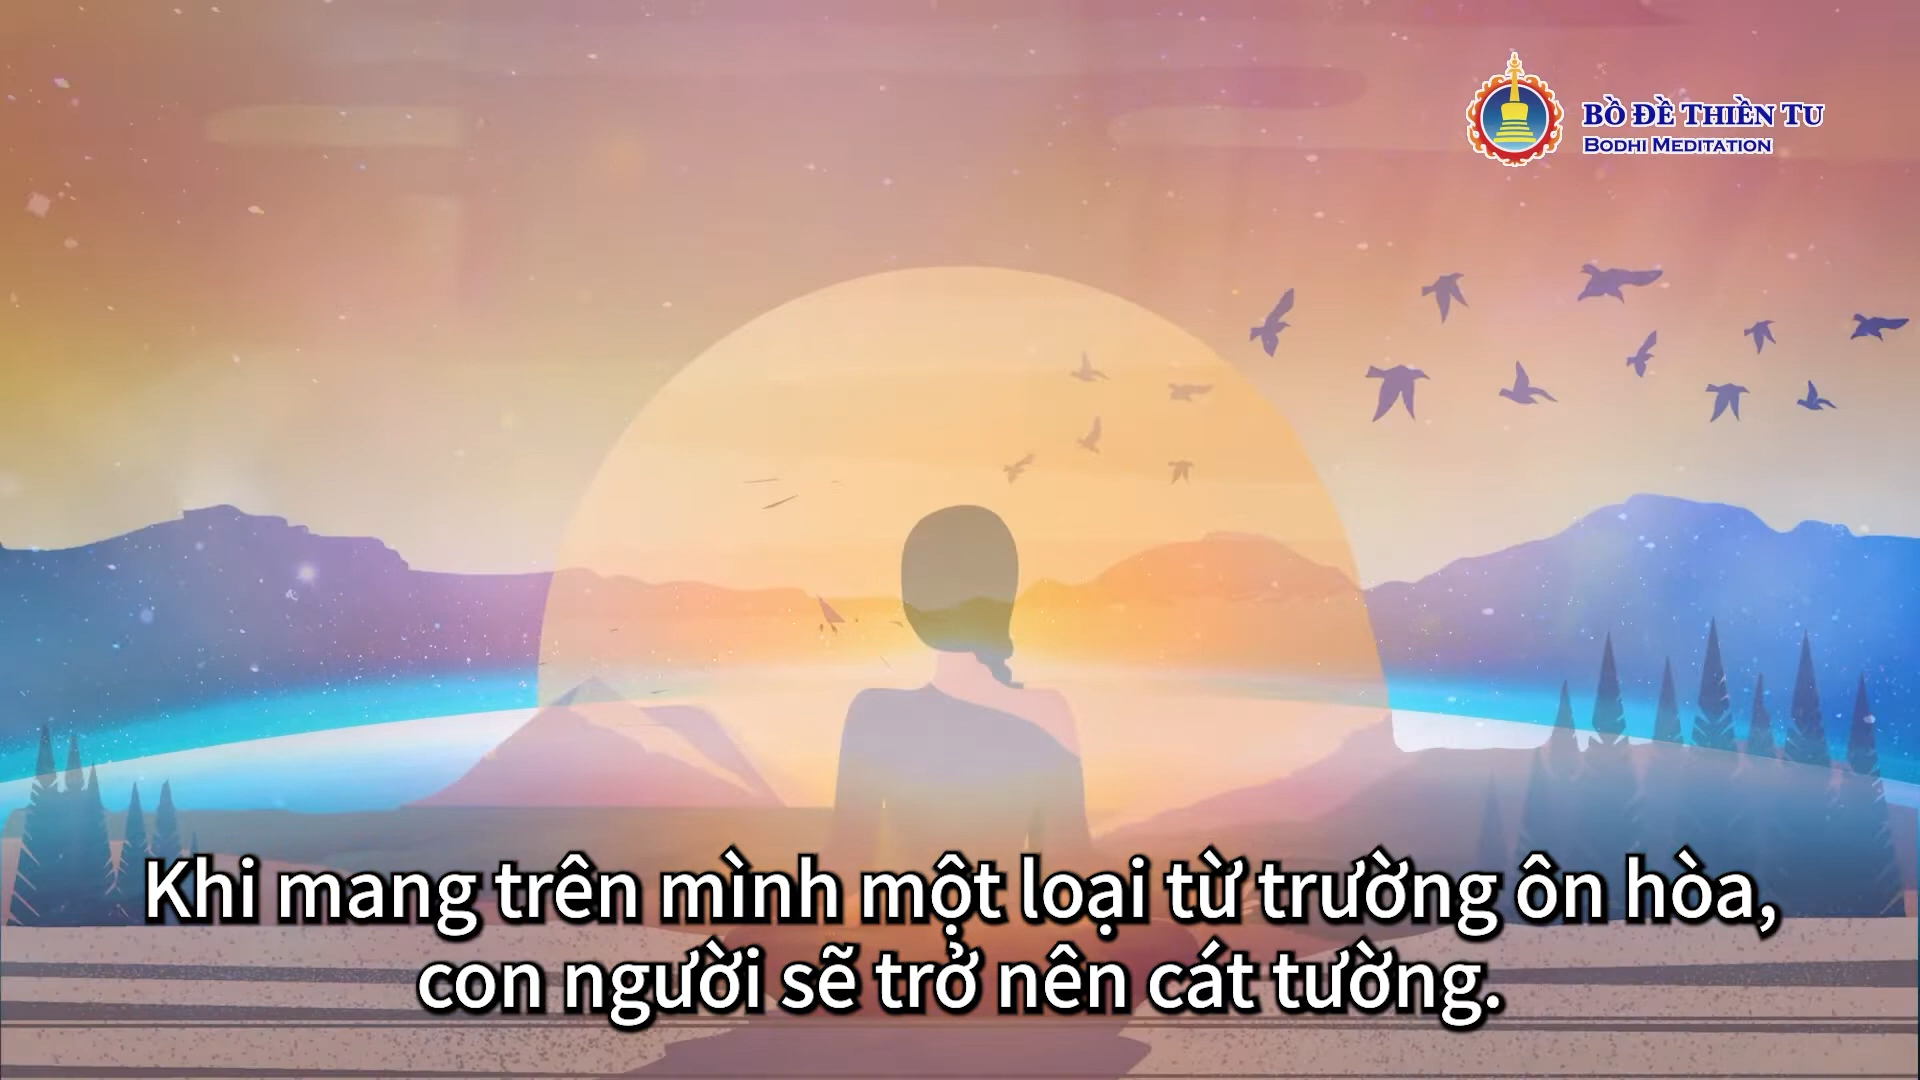 BỒ ĐỀ THIỀN TU
BODHI MEDITATION
Khi mang trên mình một loại từ trường ôn hòa,
con người sẽ trở nên cát tường.